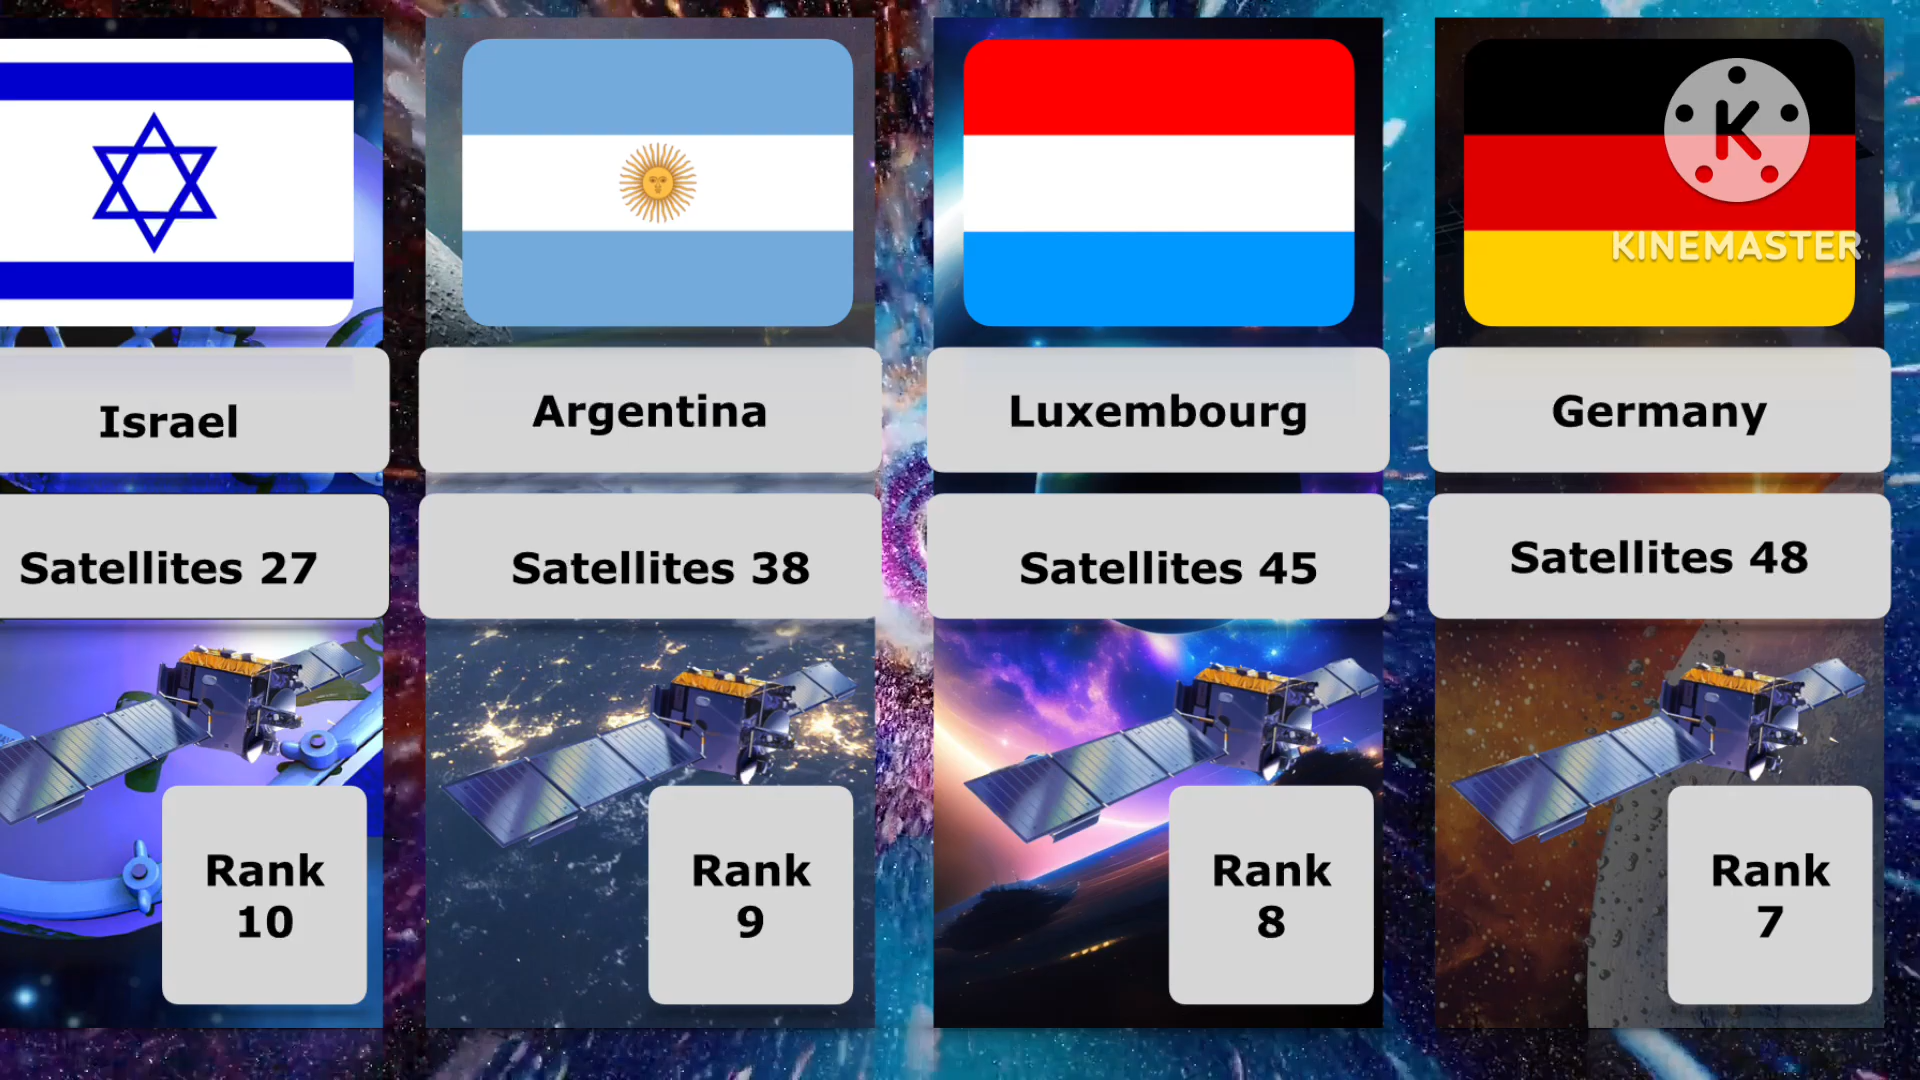 K
KINEMASTER
Israel
Argentina
Luxembourg
Germany
Satellites 27
Satellites 38
Satellites 45
Satellites 48
Rank
10
Rank
9
Rank
8
Rank
7